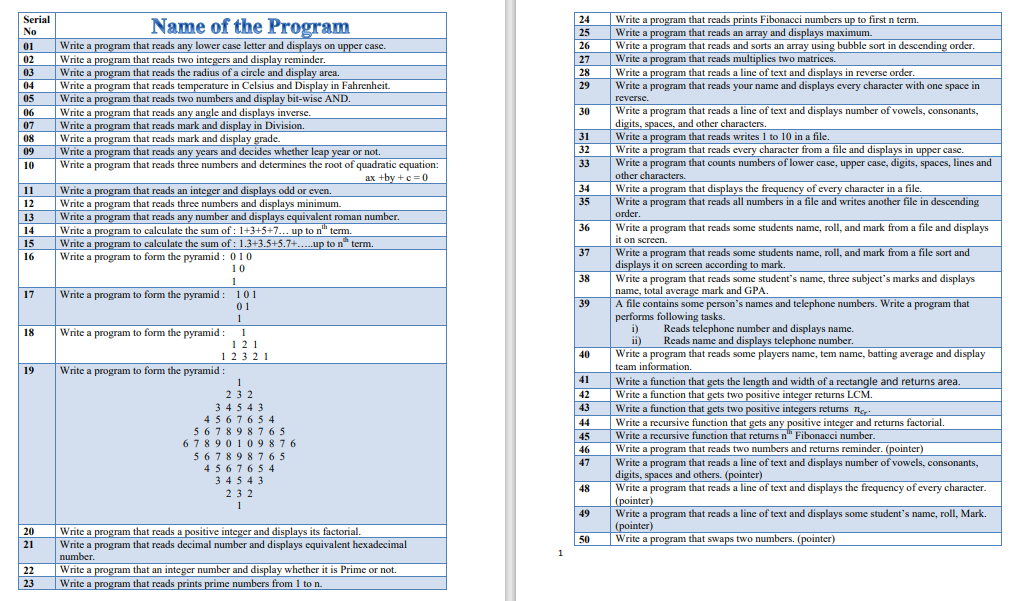 Serial
No
Name of the Program
01 Write a program that reads any lower case letter and displays on upper case.
02 Write a program that reads two integers and display reminder.
03 Write a program that reads the radius of a circle and display area.
04 Write a program that reads temperature in Celsius and Display in Fahrenheit.
05 Write a program that reads two numbers and display bit-wise AND.
06 Write a program that reads any angle and displays inverse.
07 Write a program that reads mark and display in Division.
08 Write a program that reads mark and display grade.
09 Write a program that reads any years and decides whether leap year or not.
10 Write a program that reads three numbers and determines the root of quadratic equation:
ax +by + c = 0
11 Write a program that reads an integer and displays odd or even.
12 Write a program that reads three numbers and displays minimum.
13 Write a program that reads any number and displays equivalent roman number.
14 Write a program to calculate the sum of : 1+3+5+7… up to nth term.
15 Write a program to calculate the sum of : 1.3+3.5+5.7+…..up to nth term.
16 Write a program to form the pyramid : 0 1 0
1 0
1
17 Write a program to form the pyramid : 1 0 1
0 1
1
18 Write a program to form the pyramid : 1
1 2 1
1 2 3 2 1
19 Write a program to form the pyramid :
1
2 3 2
3 4 5 4 3
4 5 6 7 6 5 4
5 6 7 8 9 8 7 6 5
6 7 8 9 0 1 0 9 8 7 6
5 6 7 8 9 8 7 6 5
4 5 6 7 6 5 4
3 4 5 4 3
2 3 2
1
20 Write a program that reads a positive integer and displays its factorial.
21 Write a program that reads decimal number and displays equivalent hexadecimal
number.
22 Write a program that an integer number and display whether it is Prime or not.
23 Write a program that reads prints prime numbers from 1 to n.
24 Write a program that reads prints Fibonacci numbers up to first n term.
25 Write a program that reads an array and displays maximum.
26 Write a program that reads and sorts an array using bubble sort in descending order.
27 Write a program that reads multiplies two matrices.
28 Write a program that reads a line of text and displays in reverse order.
29 Write a program that reads your name and displays every character with one space in
reverse.
30 Write a program that reads a line of text and displays number of vowels, consonants,
digits, spaces, and other characters.
31 Write a program that reads writes 1 to 10 in a file.
32 Write a program that reads every character from a file and displays in upper case.
33 Write a program that counts numbers of lower case, upper case, digits, spaces, lines and
other characters.
34 Write a program that displays the frequency of every character in a file.
35 Write a program that reads all numbers in a file and writes another file in descending
order.
36 Write a program that reads some students name, roll, and mark from a file and displays
it on screen.
37 Write a program that reads some students name, roll, and mark from a file sort and
displays it on screen according to mark.
38 Write a program that reads some student's name, three subject's marks and displays
name, total average mark and GPA.
39 A file contains some person's names and telephone numbers. Write a program that
performs following tasks.
i) Reads telephone number and displays name.
ii) Reads name and displays telephone number.
40 Write a program that reads some players name, tem name, batting average and display
team information.
41 Write a function that gets the length and width of a rectangle and returns area.
42 Write a function that gets two positive integer returns LCM.
43 Write a function that gets two positive integers returns ncr.
44 Write a recursive function that gets any positive integer and returns factorial.
45 Write a recursive function that returns nth Fibonacci number.
46 Write a program that reads two numbers and returns reminder. (pointer)
47 Write a program that reads a line of text and displays number of vowels, consonants,
digits, spaces and others. (pointer)
48 Write a program that reads a line of text and displays the frequency of every character.
(pointer)
49 Write a program that reads a line of text and displays some student's name, roll, Mark.
(pointer)
50 Write a program that swaps two numbers. (pointer)
1